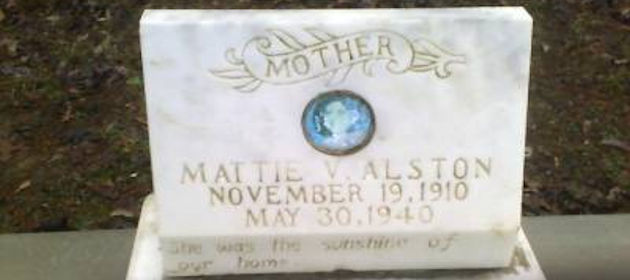 MOTHER
MATTIE V. ALSTON
NOVEMBER 19, 1910
MAY 30, 1940
She was the sunshine of
our home.